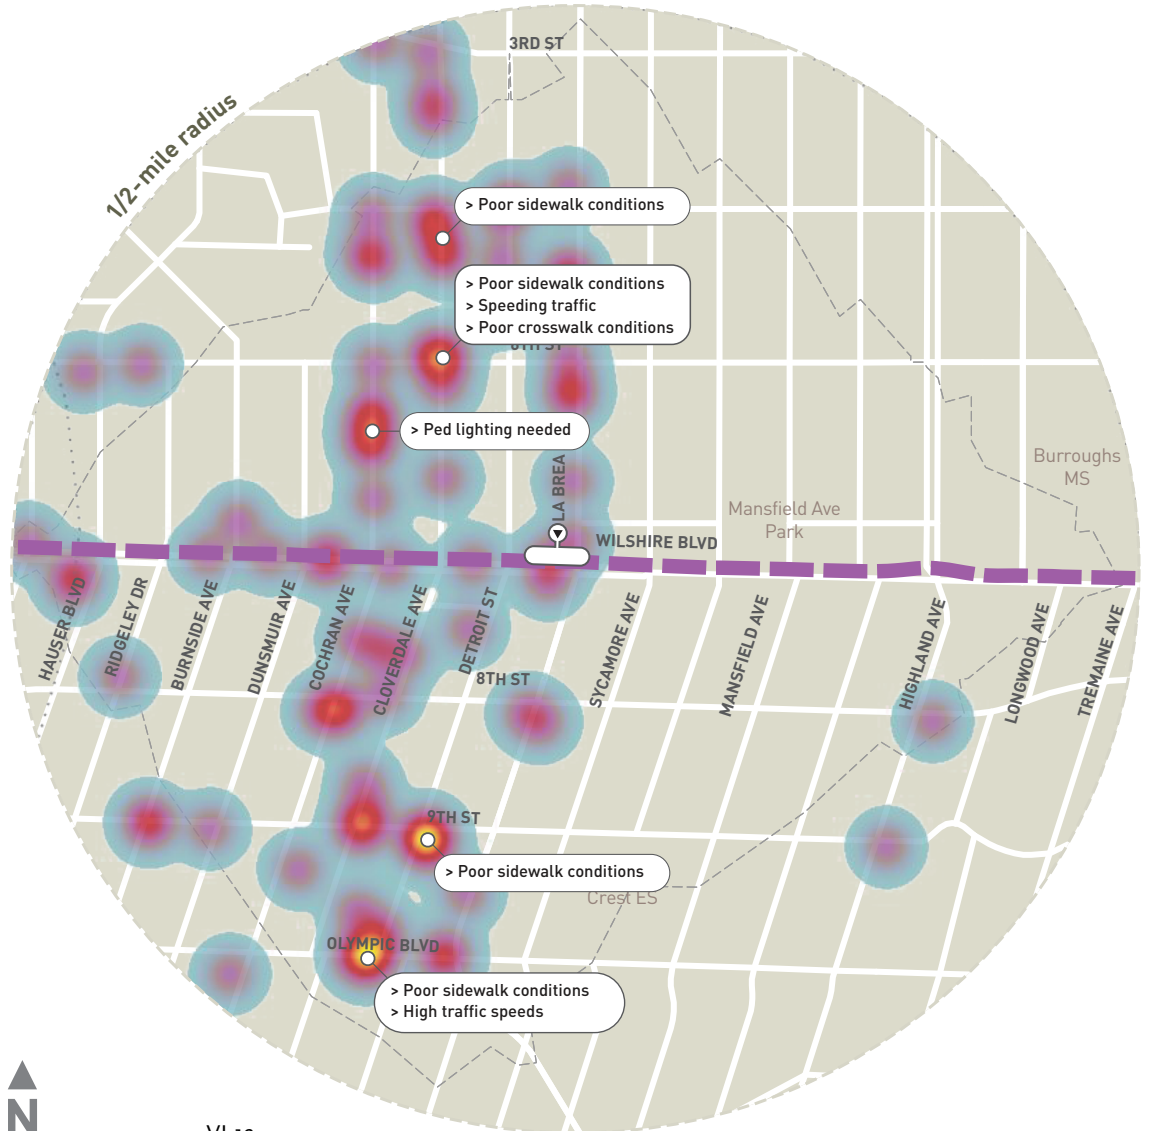 3RD ST
1/2-mile radius
> Poor sidewalk conditions
> Poor sidewalk conditions
> Speeding traffic
> Poor crosswalk conditions
6TH ST
> Ped lighting needed
LA BREA
Burroughs
MS
Mansfield Ave
Park
WILSHIRE BLVD
HAUSER BLVD
RIDGELEY DR
BURNSIDE AVE
DUNSMUIR AVE
COCHRAN AVE
CLOVERDALE AVE
DETROIT ST
SYCAMORE AVE
MANSFIELD AVE
HIGHLAND AVE
LONGWOOD AVE
TREMAINE AVE
8TH ST
9TH ST
> Poor sidewalk conditions
Crest ES
OLYMPIC BLVD
> Poor sidewalk conditions
> High traffic speeds
N